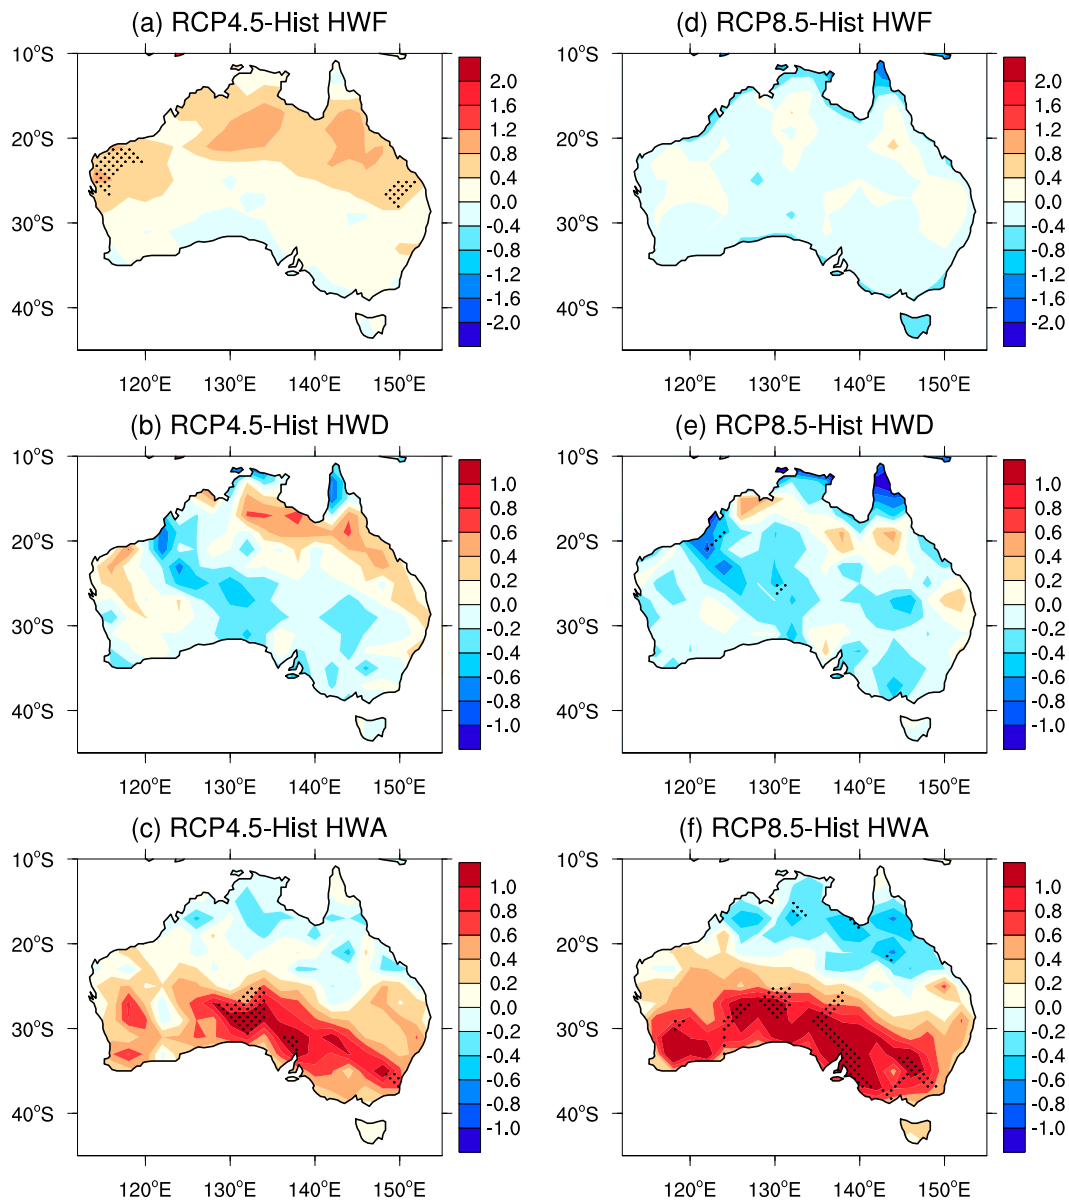 (a) RCP4.5-Hist HWF
10°S
20°S
30°S
40°S
120°E 130°E 140°E 150°E
2.0
1.6
1.2
0.8
0.4
0.0
-0.4
-0.8
-1.2
-1.6
-2.0
(d) RCP8.5-Hist HWF
10°S
20°S
30°S
40°S
120°E 130°E 140°E 150°E
2.0
1.6
1.2
0.8
0.4
0.0
-0.4
-0.8
-1.2
-1.6
-2.0
(b) RCP4.5-Hist HWD
10°S
20°S
30°S
40°S
120°E 130°E 140°E 150°E
1.0
0.8
0.6
0.4
0.2
0.0
-0.2
-0.4
-0.6
-0.8
-1.0
(e) RCP8.5-Hist HWD
10°S
20°S
30°S
40°S
120°E 130°E 140°E 150°E
1.0
0.8
0.6
0.4
0.2
0.0
-0.2
-0.4
-0.6
-0.8
-1.0
(c) RCP4.5-Hist HWA
10°S
20°S
30°S
40°S
120°E 130°E 140°E 150°E
1.0
0.8
0.6
0.4
0.2
0.0
-0.2
-0.4
-0.6
-0.8
-1.0
(f) RCP8.5-Hist HWA
10°S
20°S
30°S
40°S
120°E 130°E 140°E 150°E
1.0
0.8
0.6
0.4
0.2
0.0
-0.2
-0.4
-0.6
-0.8
-1.0